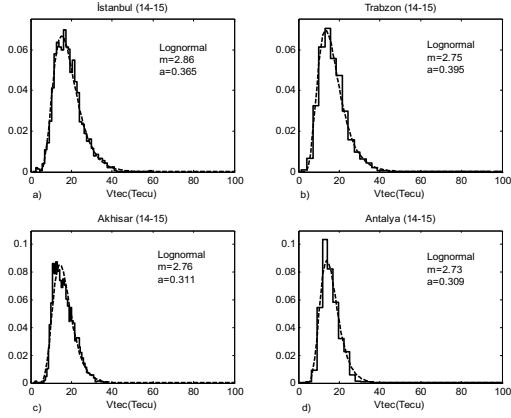 İstanbul (14-15)
Lognormal
m=2.86
a=0.365
0.06
0.04
0.02
0
0 20 40 60 80 100
Vtec(Tecu)
a)
Trabzon (14-15)
Lognormal
m=2.75
a=0.395
0.06
0.04
0.02
0
0 20 40 60 80 100
Vtec(Tecu)
b)
Akhisar (14-15)
Lognormal
m=2.76
a=0.311
0.1
0.08
0.06
0.04
0.02
0
0 20 40 60 80 100
Vtec(Tecu)
c)
Antalya (14-15)
Lognormal
m=2.73
a=0.309
0.1
0.08
0.06
0.04
0.02
0
0 20 40 60 80 100
Vtec(Tecu)
d)